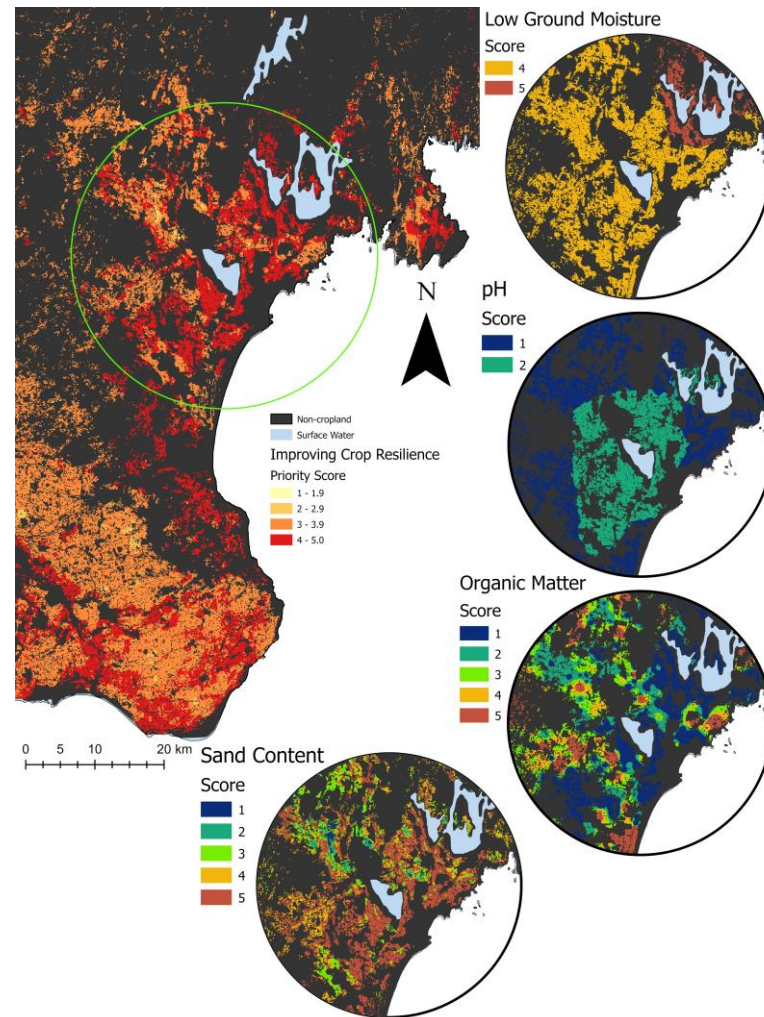 Low Ground Moisture
Score
4
5
N
pH
Score
1
2
Non-cropland
Surface Water
Improving Crop Resilience
Priority Score
1 - 1.9
2 - 2.9
3 - 3.9
4 - 5.0
Organic Matter
Score
1
2
3
4
5
0 5 10 20 km
Sand Content
Score
1
2
3
4
5